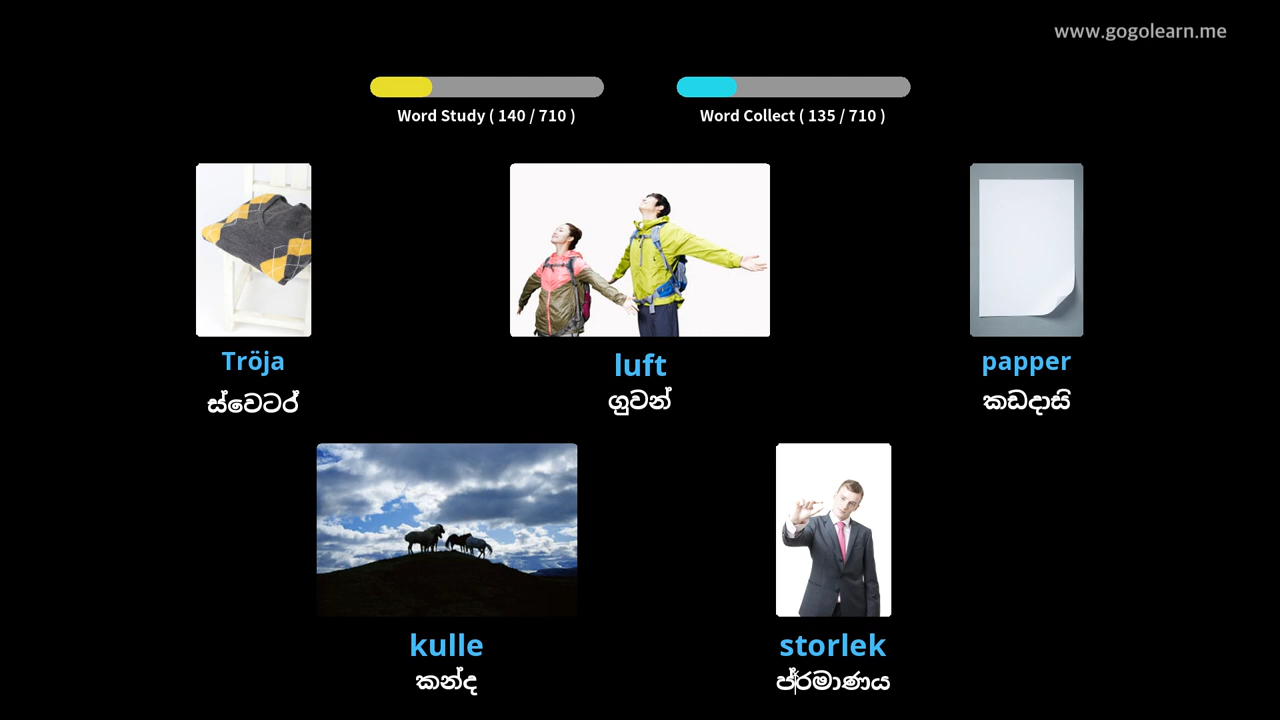 www.gogolearn.me
Word Study ( 140 / 710 )
Word Collect ( 135 / 710 )
Tröja
ස්වෙටර්
luft
ගුවන්
papper
කඩදාසි
kulle
කන්ද
storlek
ප්‍රමාණය